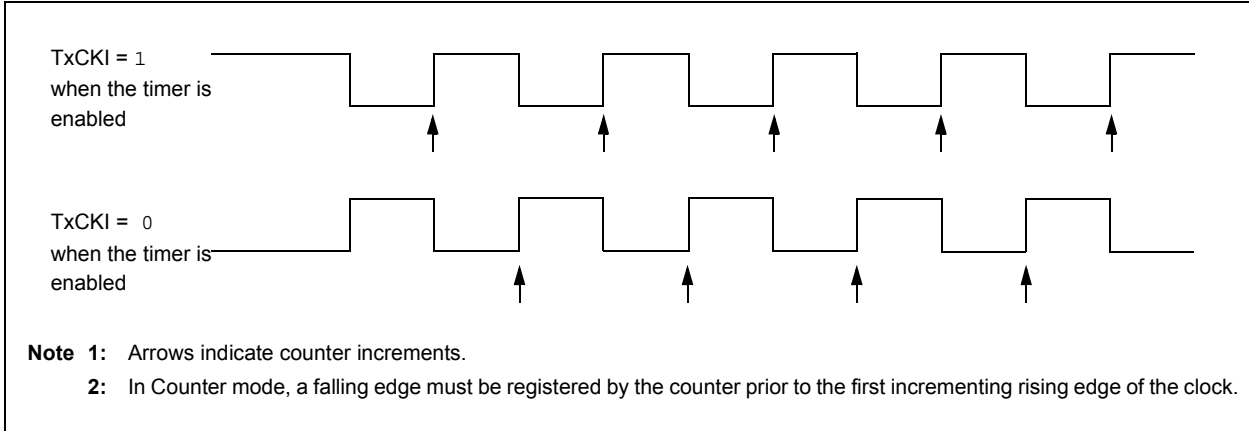 TxCKI = 1
when the timer is
enabled
TxCKI = 0
when the timer is
enabled
Note 1: Arrows indicate counter increments.
2: In Counter mode, a falling edge must be registered by the counter prior to the first incrementing rising edge of the clock.